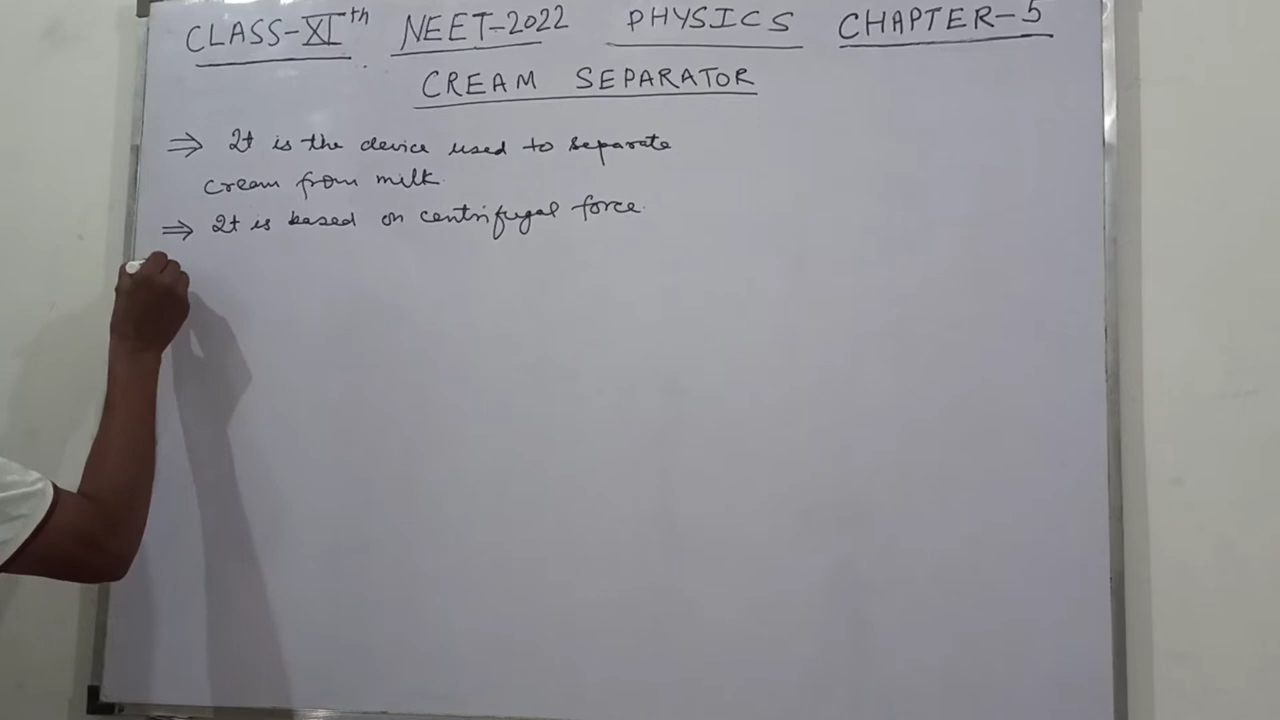 CLASS-XIth NEET-2022 PHYSICS CHAPTER-5
CREAM SEPARATOR
⇒ It is the device used to separate
cream from milk.
⇒ It is based on centrifugal force.